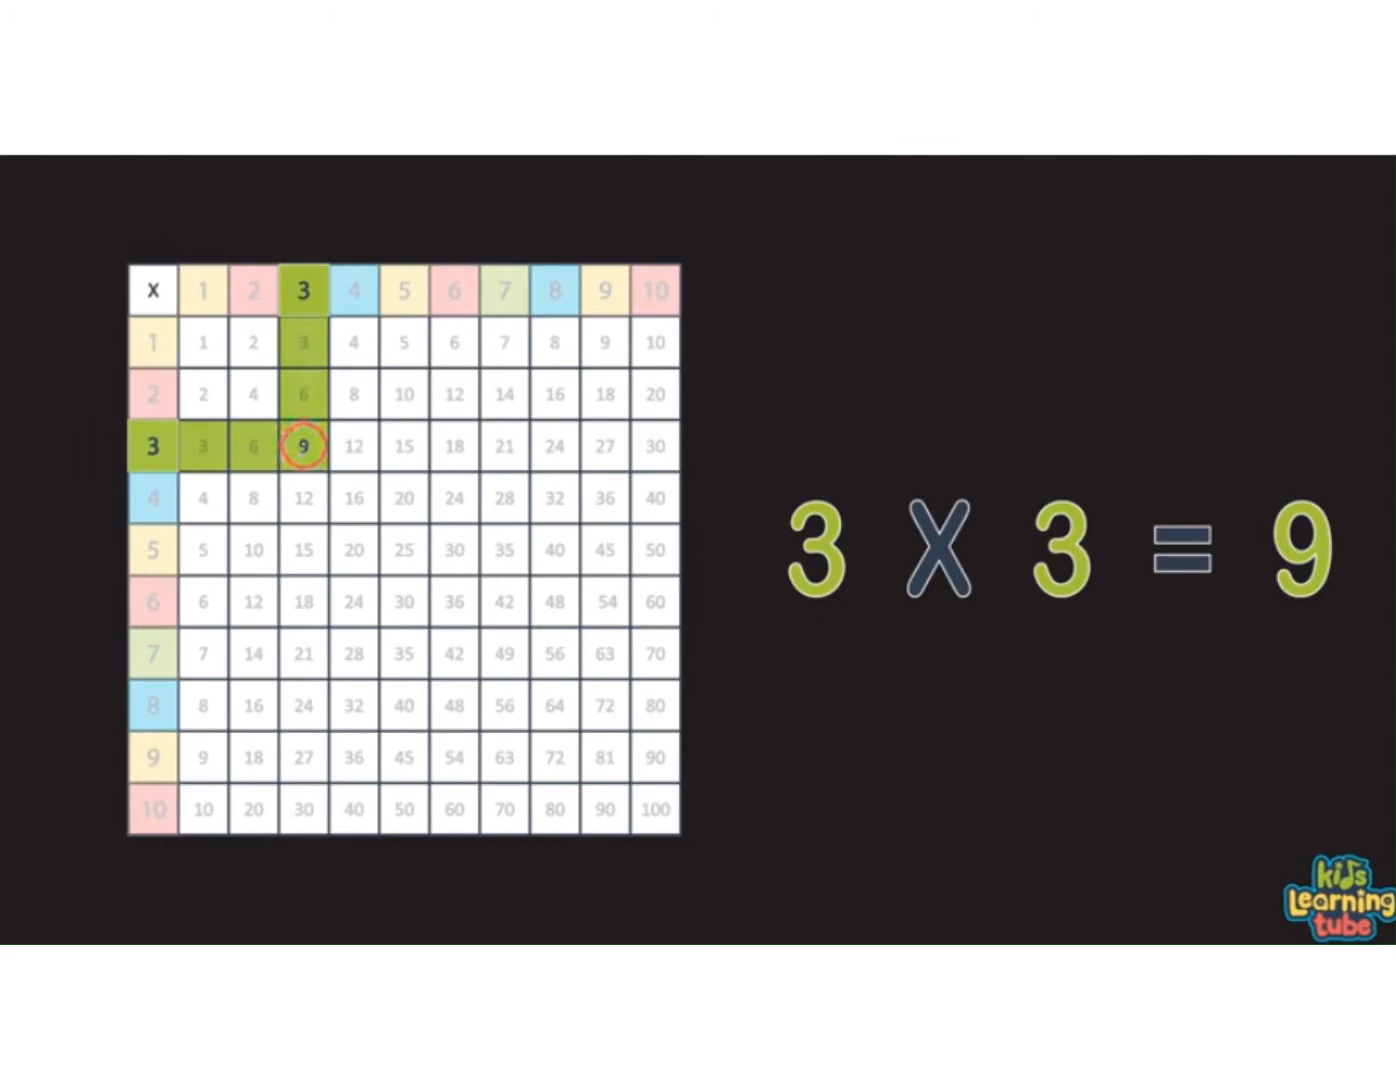 X 1 2 3 4 5 6 7 8 9 10
1 1 2 3 4 5 6 7 8 9 10
2 2 4 6 8 10 12 14 16 18 20
3 3 6 9 12 15 18 21 24 27 30
4 4 8 12 16 20 24 28 32 36 40
5 5 10 15 20 25 30 35 40 45 50
6 6 12 18 24 30 36 42 48 54 60
7 7 14 21 28 35 42 49 56 63 70
8 8 16 24 32 40 48 56 64 72 80
9 9 18 27 36 45 54 63 72 81 90
10 10 20 30 40 50 60 70 80 90 100
3 X 3 = 9
kids
Learning
tube